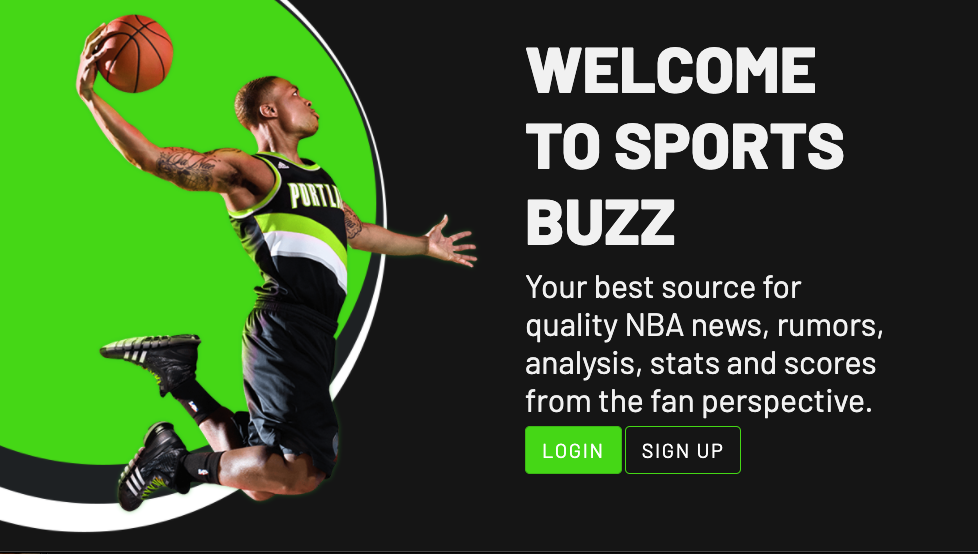 PORTL
WELCOME
TO SPORTS
BUZZ
Your best source for
quality NBA news, rumors,
analysis, stats and scores
from the fan perspective.
LOGIN
SIGN UP